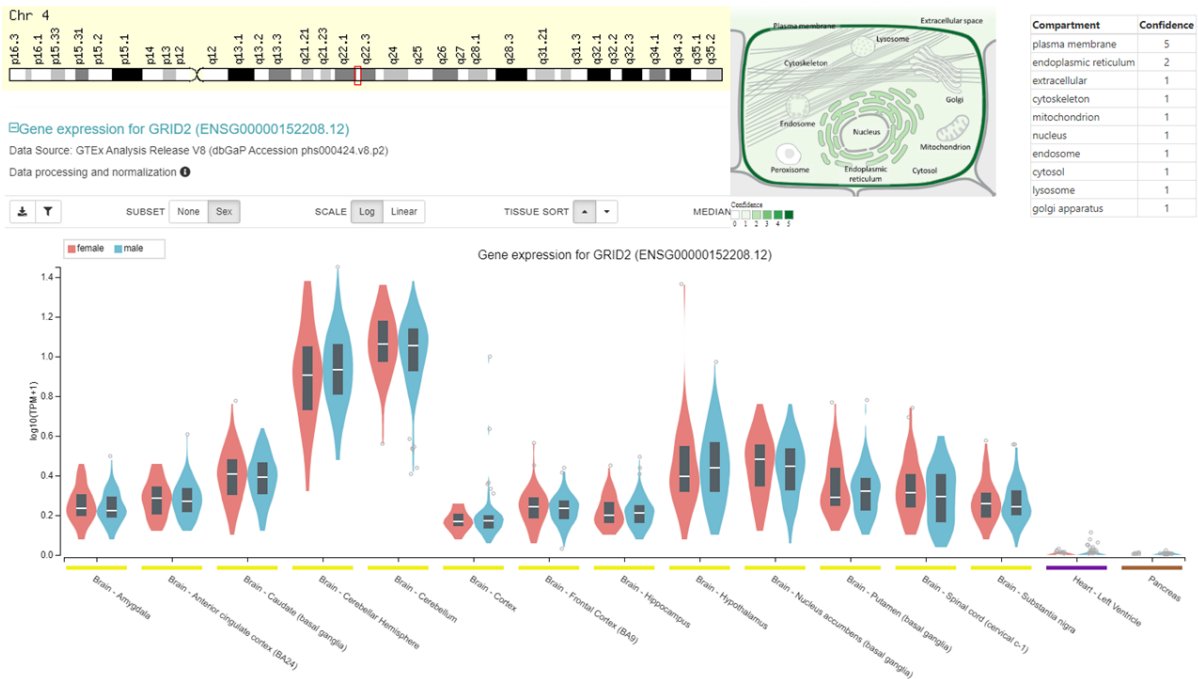 Chr 4
p16.3 p16.1 p15.33 p15.31 p15.2 p15.1 p14 p13 p12 q12 q13.1 q13.2 q13.3 q21.21 q21.23 q22.1 q22.3 q24 q25 q26 q27 q28.1 q28.3 q31.21 q31.3 q32.1 q32.2 q32.3 q34.1 q34.3 q35.1 q35.2
Gene expression for GRID2 (ENSG00000152208.12)
Data Source: GTEx Analysis Release V8 (dbGaP Accession phs000424.v8.p2)
Data processing and normalization
SUBSET None Sex SCALE Log Linear TISSUE SORT MEDIAN
Plasma membrane
Extracellular space
Lysosome
Cytoskeleton
Golgi
Endosome
Nucleus
Mitochondrion
Peroxisome
Endoplasmic
reticulum
Cytosol
Confidence
0 1 2 3 4 5
Compartment Confidence
plasma membrane 5
endoplasmic reticulum 2
extracellular 1
cytoskeleton 1
mitochondrion 1
nucleus 1
endosome 1
cytosol 1
lysosome 1
golgi apparatus 1
female male
Gene expression for GRID2 (ENSG00000152208.12)
log10(TPM+1)
1.4
1.2
1.0
0.8
0.6
0.4
0.2
0.0
Brain - Amygdala
Brain - Anterior cingulate cortex (BA24)
Brain - Caudate (basal ganglia)
Brain - Cerebellar Hemisphere
Brain - Cerebellum
Brain - Cortex
Brain - Frontal Cortex (BA9)
Brain - Hippocampus
Brain - Hypothalamus
Brain - Nucleus accumbens (basal ganglia)
Brain - Putamen (basal ganglia)
Brain - Spinal cord (cervical c-1)
Brain - Substantia nigra
Heart - Left Ventricle
Pancreas